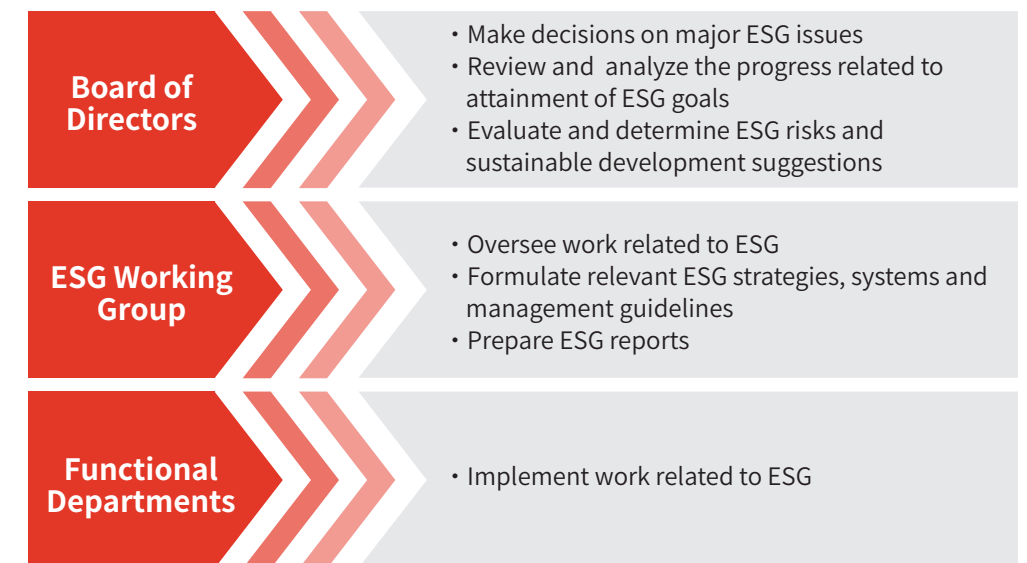 Board of
Directors
・Make decisions on major ESG issues
・Review and analyze the progress related to
attainment of ESG goals
・Evaluate and determine ESG risks and
sustainable development suggestions
ESG Working
Group
・Oversee work related to ESG
・Formulate relevant ESG strategies, systems and
management guidelines
・Prepare ESG reports
Functional
Departments
・Implement work related to ESG